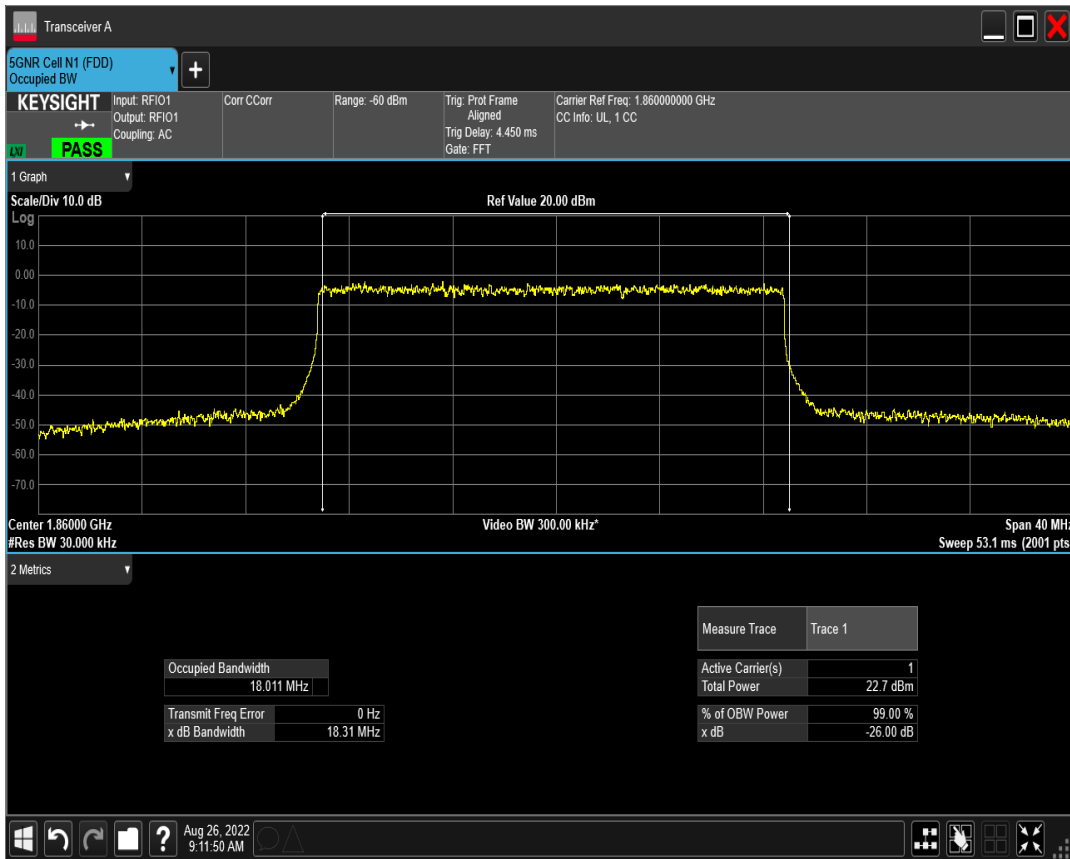 Transceiver A
5GNR Cell N1 (FDD)
Occupied BW
+
KEYSIGHT
LXI
PASS
Input: RFIO1
Output: RFIO1
Coupling: AC
Corr CCorr
Range: -60 dBm
Trig: Prot Frame
Aligned
Trig Delay: 4.450 ms
Gate: FFT
Carrier Ref Freq: 1.860000000 GHz
CC Info: UL, 1 CC
1 Graph
Scale/Div 10.0 dB
Ref Value 20.00 dBm
Log
10.0
0.00
-10.0
-20.0
-30.0
-40.0
-50.0
-60.0
-70.0
Center 1.86000 GHz
Video BW 300.00 kHz*
Span 40 MHz
#Res BW 30.000 kHz
Sweep 53.1 ms (2001 pts
2 Metrics
Measure Trace Trace 1
Occupied Bandwidth
18.011 MHz
Active Carrier(s) 1
Total Power 22.7 dBm
Transmit Freq Error 0 Hz
x dB Bandwidth 18.31 MHz
% of OBW Power 99.00 %
x dB -26.00 dB
?
Aug 26, 2022
9:11:50 AM